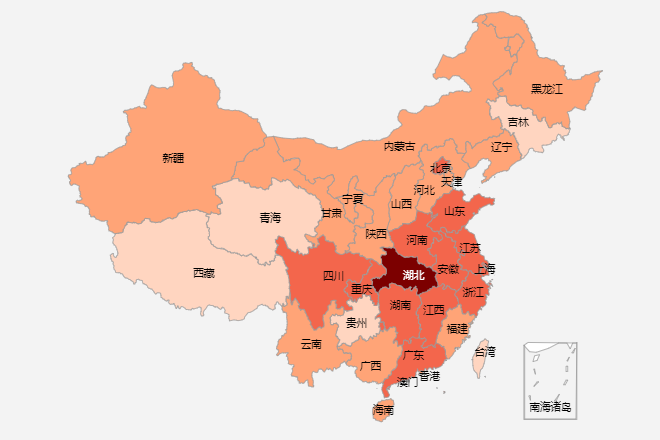 黑龙江
吉林
辽宁
内蒙古
新疆
北京
天津
河北
山西
宁夏
山东
青海
甘肃
陕西
河南
江苏
西藏
四川
湖北
安徽
上海
重庆
浙江
湖南
江西
贵州
福建
云南
台湾
广西
广东
香港
澳门
海南
南海诸岛